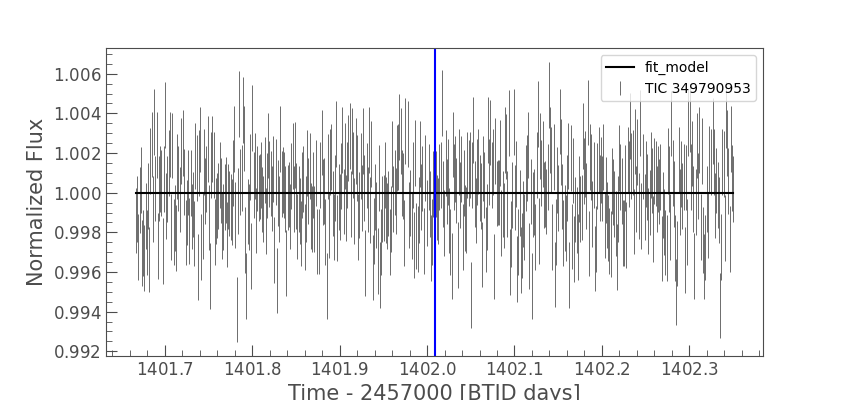 fit_model
TIC 349790953
1.006
1.004
1.002
1.000
0.998
0.996
0.994
0.992
Normalized Flux
1401.7 1401.8 1401.9 1402.0 1402.1 1402.2 1402.3
Time - 2457000 [BTJD days]